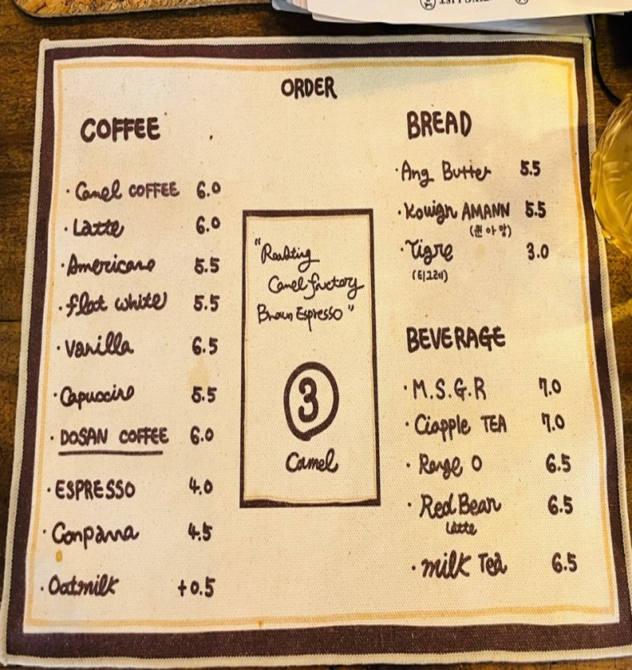 ORDER
COFFEE
· Camel COFFEE 6.0
· Latte 6.0
· Americano 5.5
· flat white 5.5
· Vanilla 6.5
· Capuccino 5.5
· DOSAN COFFEE 6.0
· ESPRESSO 4.0
· Conpanna 4.5
· Oatmilk +0.5
"Roasting
Camel factory
Brown Espresso"
3
Camel
BREAD
· Ang Butter 5.5
· Kouign AMANN 5.5
(퀸아망)
· Tigre 3.0
(티그레)
BEVERAGE
· M.S.G.R 7.0
· Ciapple TEA 7.0
· Range O 6.5
· Red Bean 6.5
Latte
· milk Tea 6.5